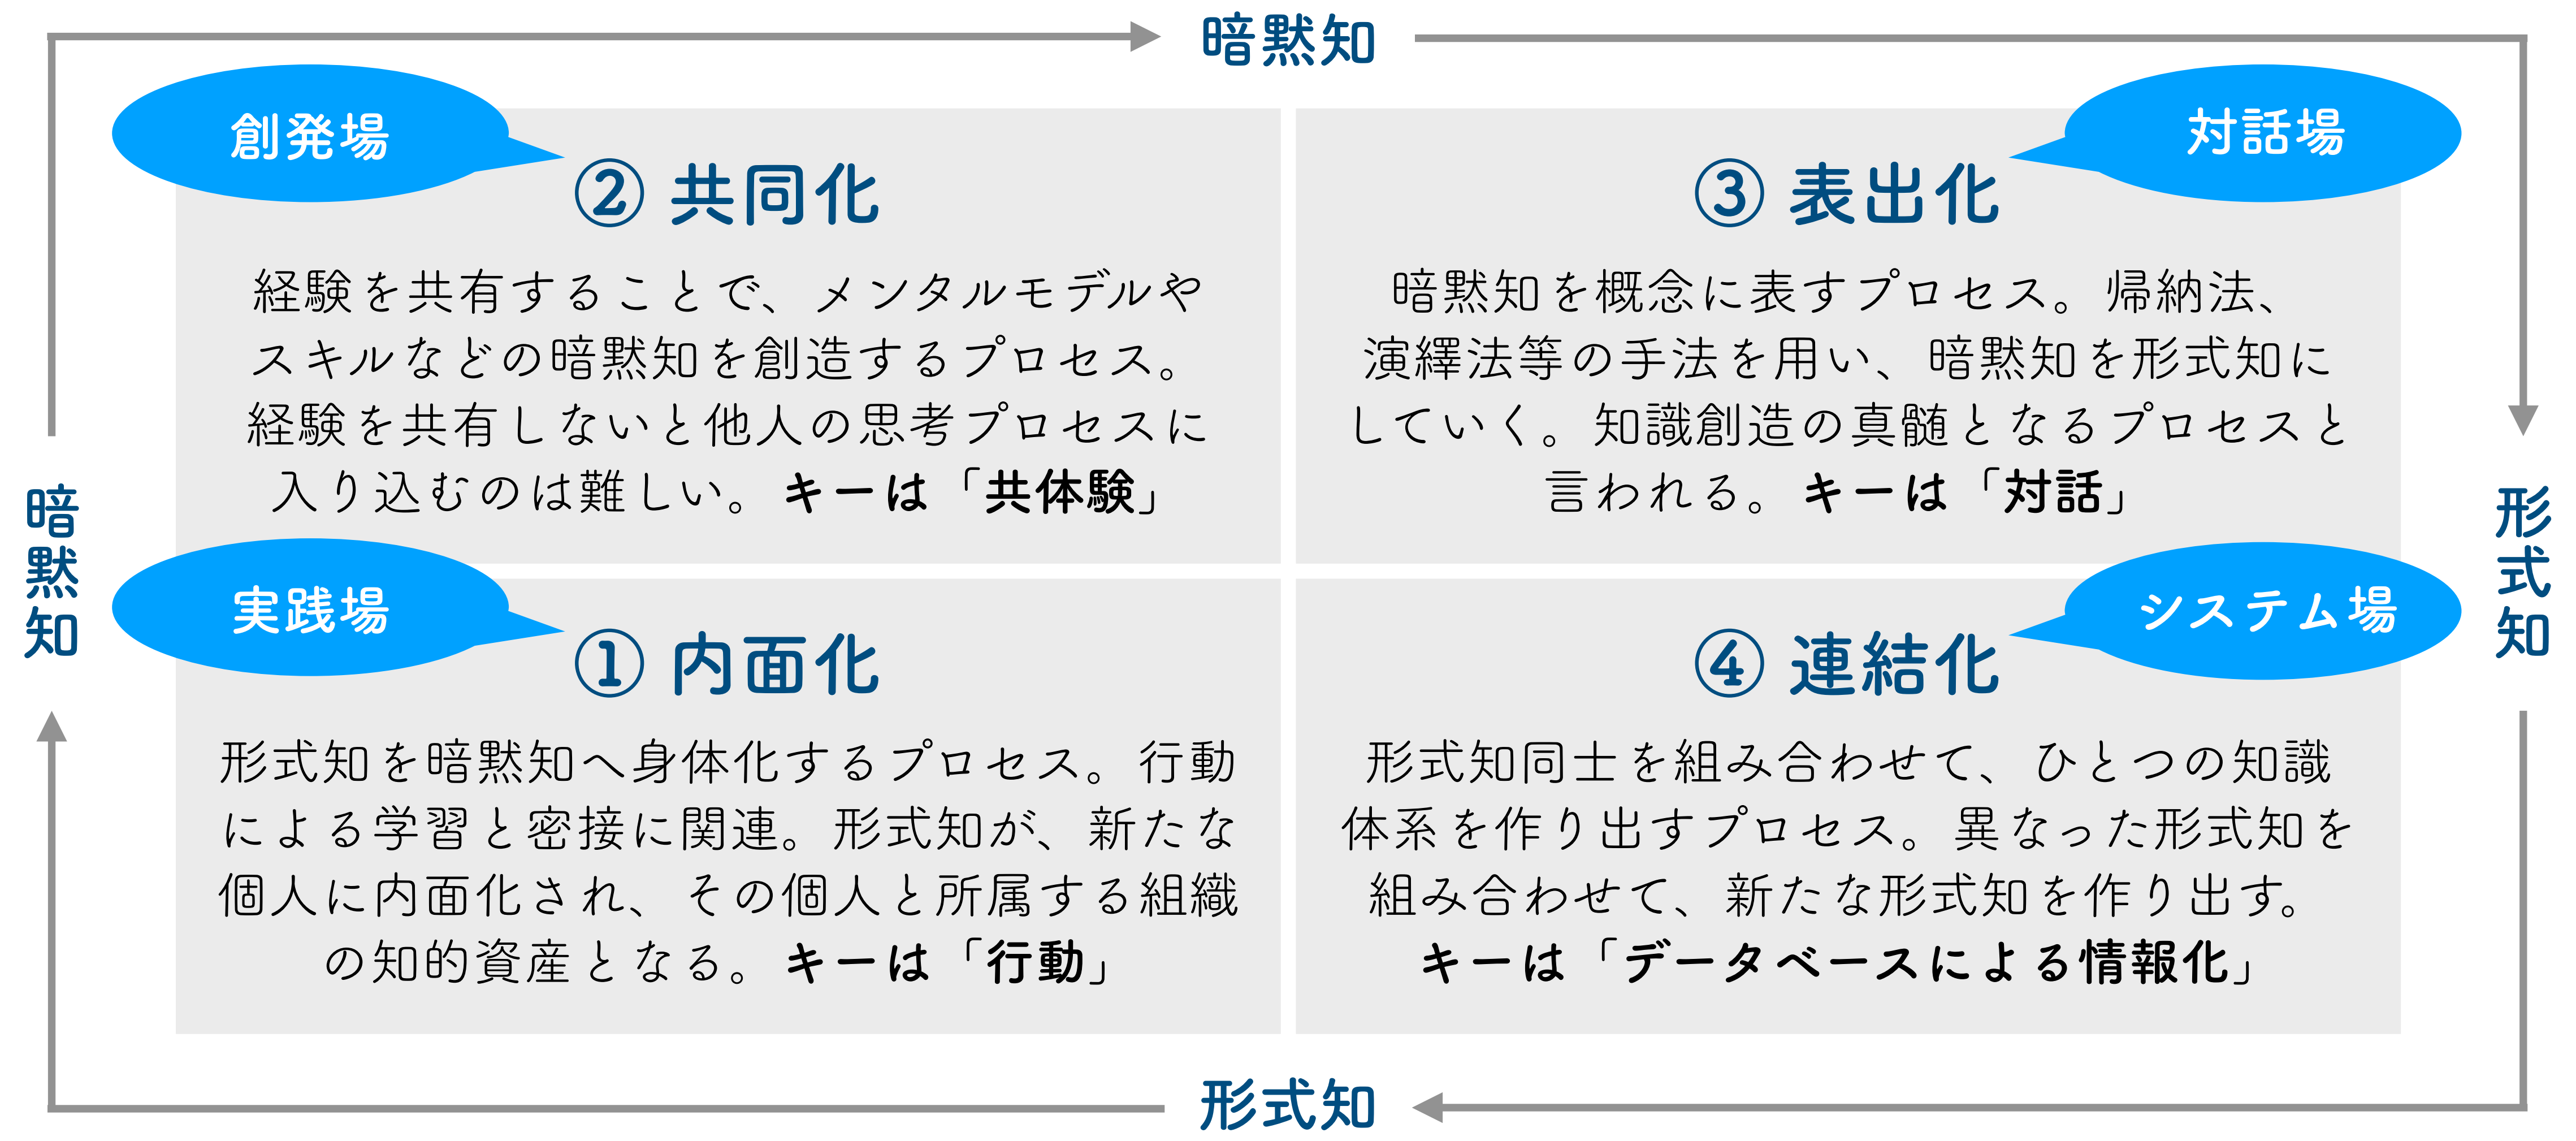 暗黙知
創発場
② 共同化
経験を共有することで、メンタルモデルや
スキルなどの暗黙知を創造するプロセス。
経験を共有しないと他人の思考プロセスに
入り込むのは難しい。キーは「共体験」
対話場
③ 表出化
暗黙知を概念に表すプロセス。帰納法、
演繹法等の手法を用い、暗黙知を形式知に
していく。知識創造の真髄となるプロセスと
言われる。キーは「対話」
暗黙知
形式知
実践場
① 内面化
形式知を暗黙知へ身体化するプロセス。行動
による学習と密接に関連。形式知が、新たな
個人に内面化され、その個人と所属する組織
の知的資産となる。キーは「行動」
システム場
④ 連結化
形式知同士を組み合わせて、ひとつの知識
体系を作り出すプロセス。異なった形式知を
組み合わせて、新たな形式知を作り出す。
キーは「データベースによる情報化」
形式知